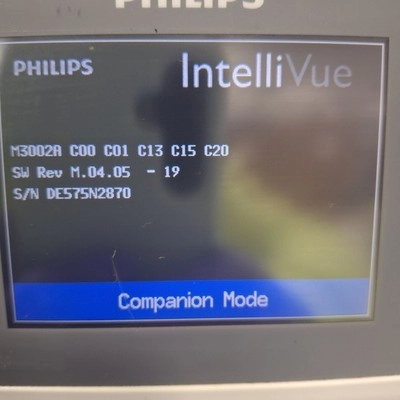 PHILIPS
PHILIPS IntelliVue
M3002A C00 C01 C13 C15 C20
SW Rev M.04.05 - 19
S/N DE575N2870
Companion Mode